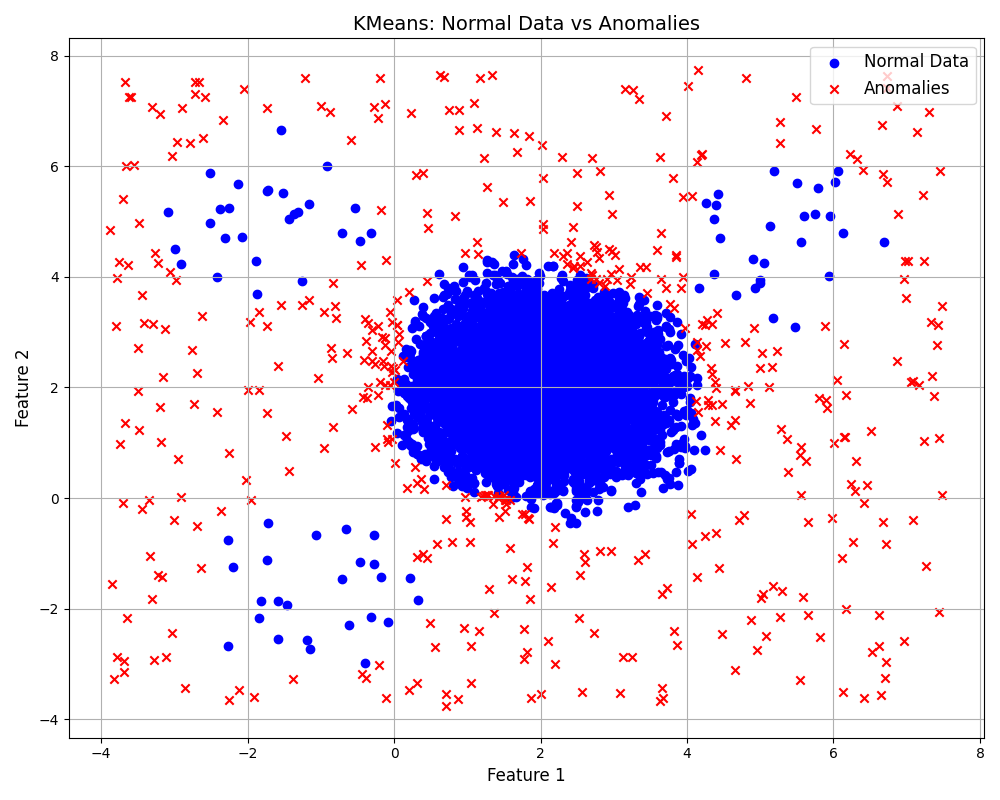 KMeans: Normal Data vs Anomalies
Normal Data
Anomalies
8
6
4
2
0
−2
−4
Feature 2
−4 −2 0 2 4 6 8
Feature 1